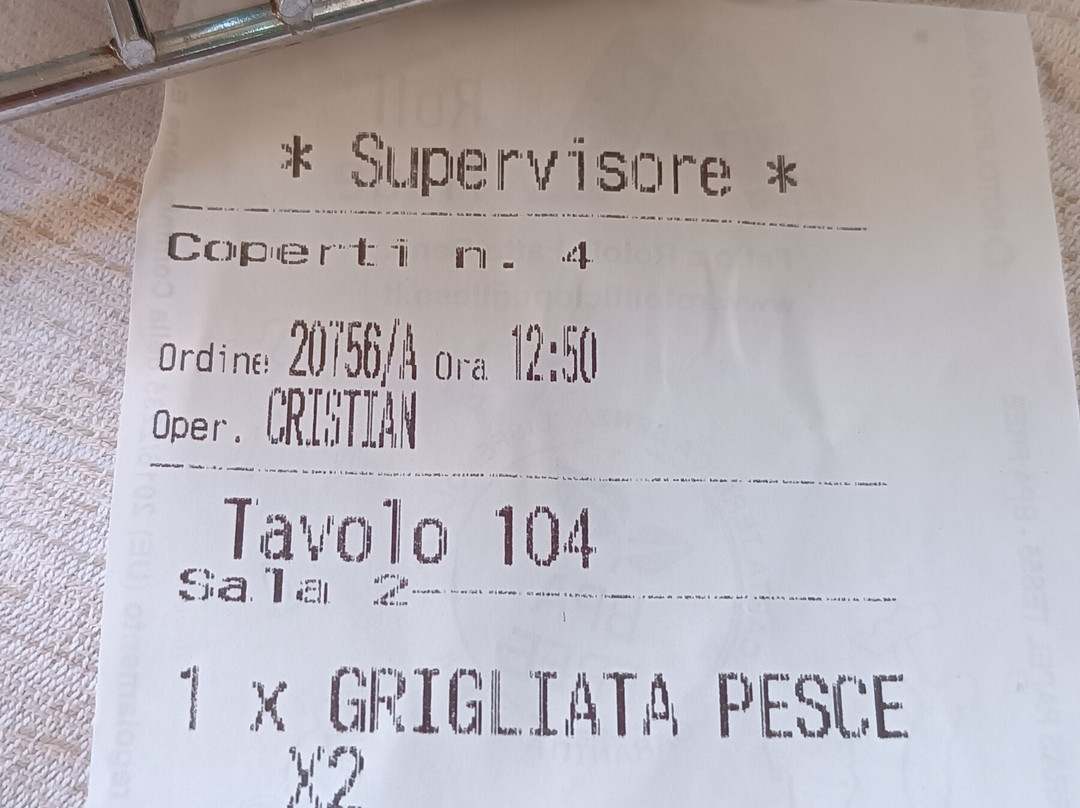 * Supervisore *
Coperti n. 4
Ordine 20756/A Ora 12:50
Oper. CRISTIAN
Tavolo 104
Sala 2
1 x GRIGLIATA PESCE
X2